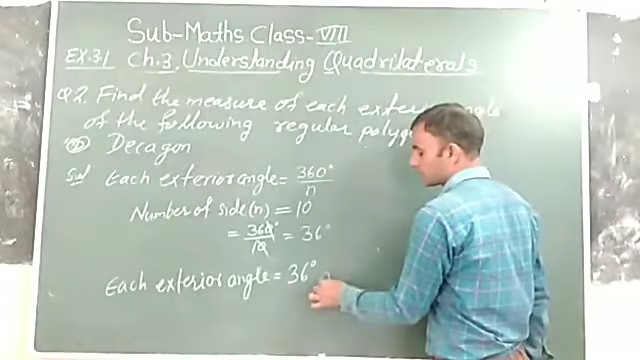 Sub-Maths Class-VIII
EX.3.1 Ch.3, Understanding Quadrilaterals
Q2. Find the measure of each exterior angle
of the following regular
Decagon
Sol Each exterior angle = 360°/n
Number of side(n) = 10
= 360°/10 = 36°
Each exterior angle = 36°